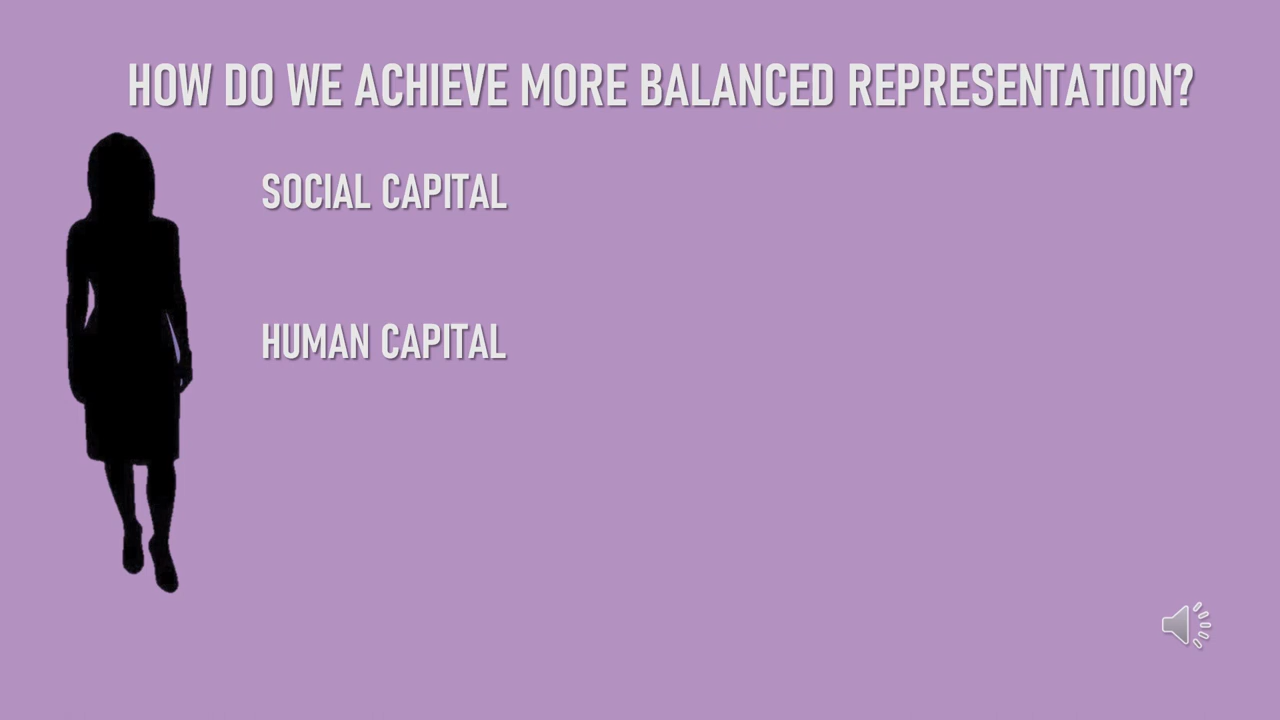 HOW DO WE ACHIEVE MORE BALANCED REPRESENTATION?
SOCIAL CAPITAL
HUMAN CAPITAL